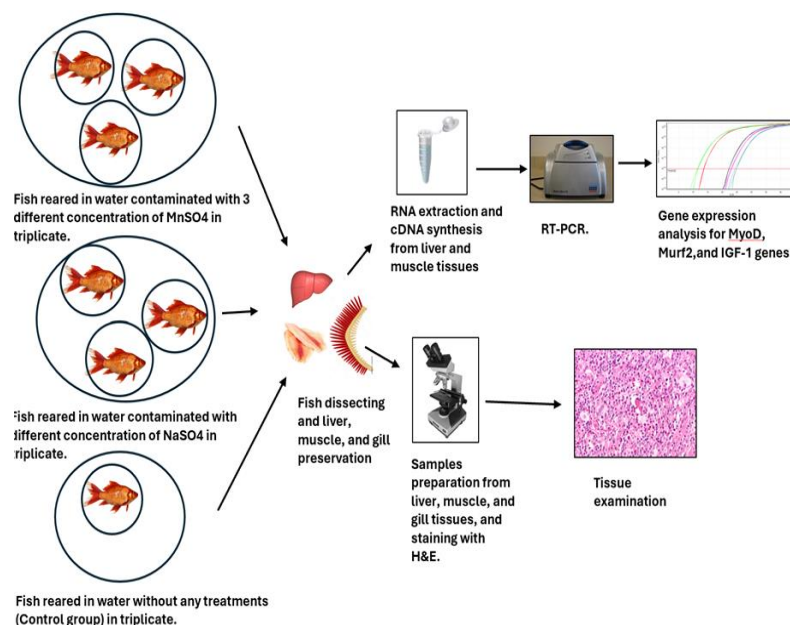 Fish reared in water contaminated with 3
different concentration of MnSO4 in
triplicate.
Fish reared in water contaminated with
different concentration of NaSO4 in
triplicate.
Fish reared in water without any treatments
(Control group) in triplicate.
Fish dissecting
and liver,
muscle, and gill
preservation
RNA extraction and
cDNA synthesis
from liver and
muscle tissues
RT-PCR.
Gene expression
analysis for MyoD,
Murf2,and IGF-1 genes
Samples
preparation from
liver, muscle, and
gill tissues, and
staining with
H&E.
Tissue
examination